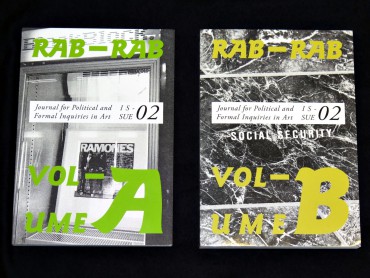 RAB-RAB
Journal for Political and
Formal Inquiries in Art
IS-
SUE 02
RAMONES
VOL-
UME A
RAB-RAB
Journal for Political and
Formal Inquiries in Art
IS-
SUE 02
SOCIAL SECURITY
VOL-
UME B